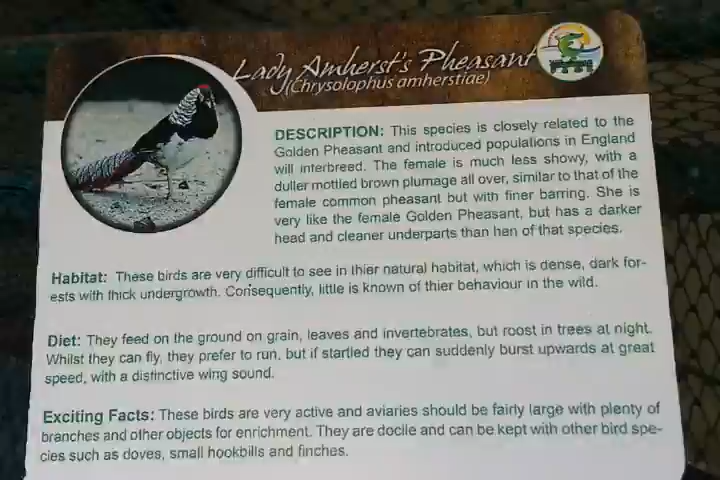 Lady Amherst's Pheasant
(Chrysolophus amherstiae)
DESCRIPTION: This species is closely related to the
Golden Pheasant and introduced populations in England
will interbreed. The female is much less showy, with a
duller mottled brown plumage all over, similar to that of the
female common pheasant but with finer barring. She is
very like the female Golden Pheasant, but has a darker
head and cleaner underparts than hen of that species.
Habitat: These birds are very difficult to see in thier natural habitat, which is dense, dark for-
ests with thick undergrowth. Consequently, little is known of thier behaviour in the wild.
Diet: They feed on the ground on grain, leaves and invertebrates, but roost in trees at night.
Whilst they can fly, they prefer to run, but if startled they can suddenly burst upwards at great
speed, with a distinctive wing sound.
Exciting Facts: These birds are very active and aviaries should be fairly large with plenty of
branches and other objects for enrichment. They are docile and can be kept with other bird spe-
cies such as doves, small hookbills and finches.